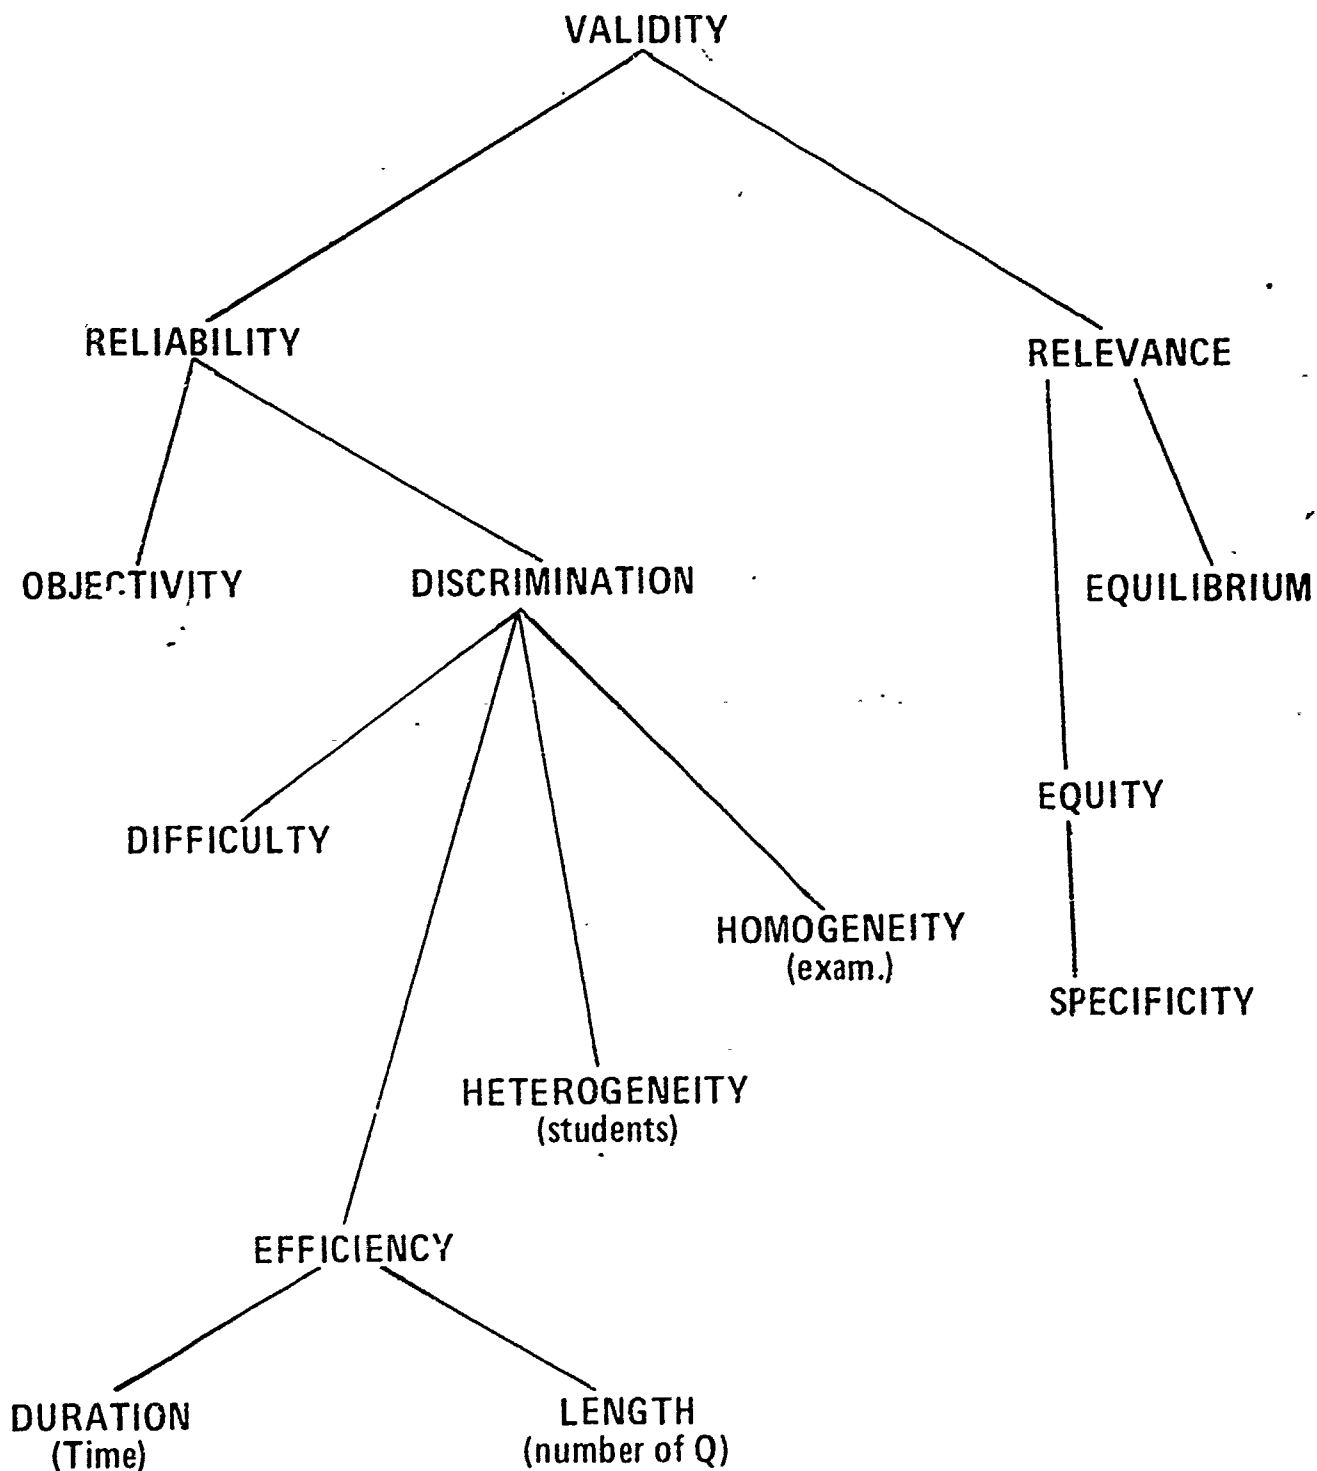 VALIDITY
RELIABILITY
RELEVANCE
OBJECTIVITY
DISCRIMINATION
EQUILIBRIUM
EQUITY
DIFFICULTY
HOMOGENEITY
(exam.)
SPECIFICITY
HETEROGENEITY
(students)
EFFICIENCY
DURATION
(Time)
LENGTH
(number of Q)